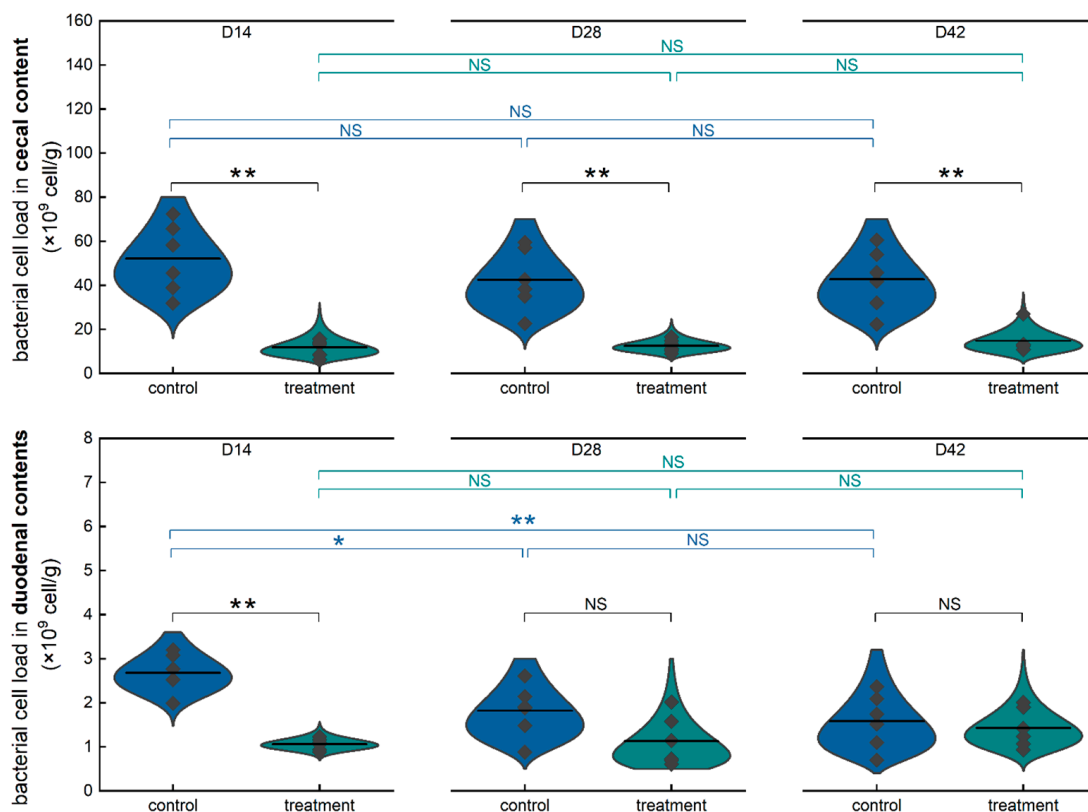 bacterial cell load in cecal content
(×10⁹ cell/g)
160
140
120
100
80
60
40
20
0
D14 D28 D42
NS
NS NS
NS
NS NS
** ** **
control treatment control treatment control treatment
bacterial cell load in duodenal contents
(×10⁹ cell/g)
8
7
6
5
4
3
2
1
0
D14 D28 D42
NS
NS NS
**
* NS
** NS NS
control treatment control treatment control treatment